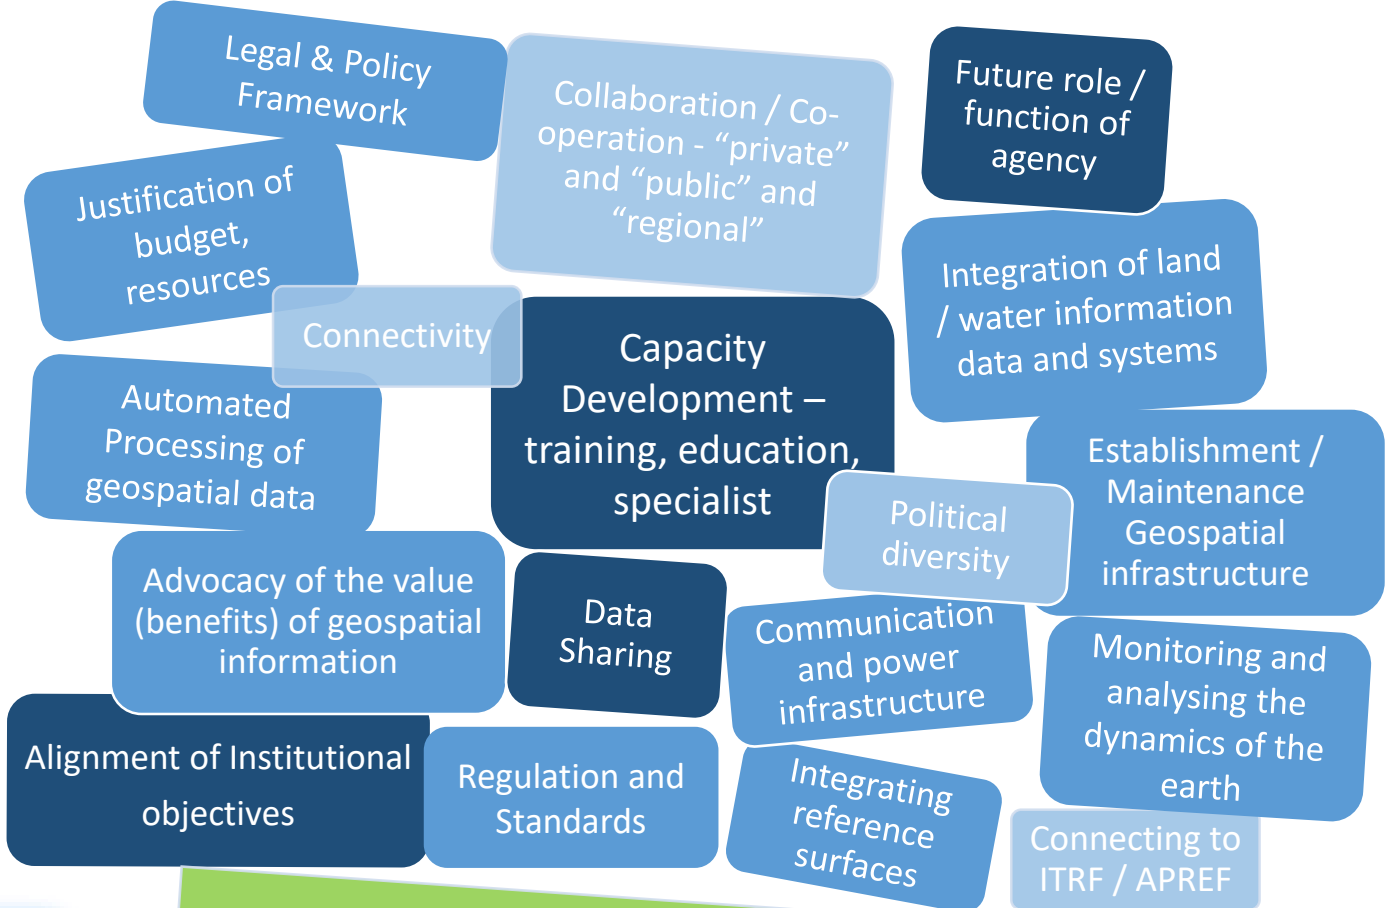 Legal & Policy
Framework
Collaboration / Co-
operation - “private”
and “public” and
“regional”
Future role /
function of
agency
Justification of
budget,
resources
Integration of land
/ water information
data and systems
Connectivity
Capacity
Development –
training, education,
specialist
Automated
Processing of
geospatial data
Political
diversity
Establishment /
Maintenance
Geospatial
infrastructure
Advocacy of the value
(benefits) of geospatial
information
Data
Sharing
Communication
and power
infrastructure
Monitoring and
analysing the
dynamics of the
earth
Alignment of Institutional
objectives
Regulation and
Standards
Integrating
reference
surfaces
Connecting to
ITRF / APREF